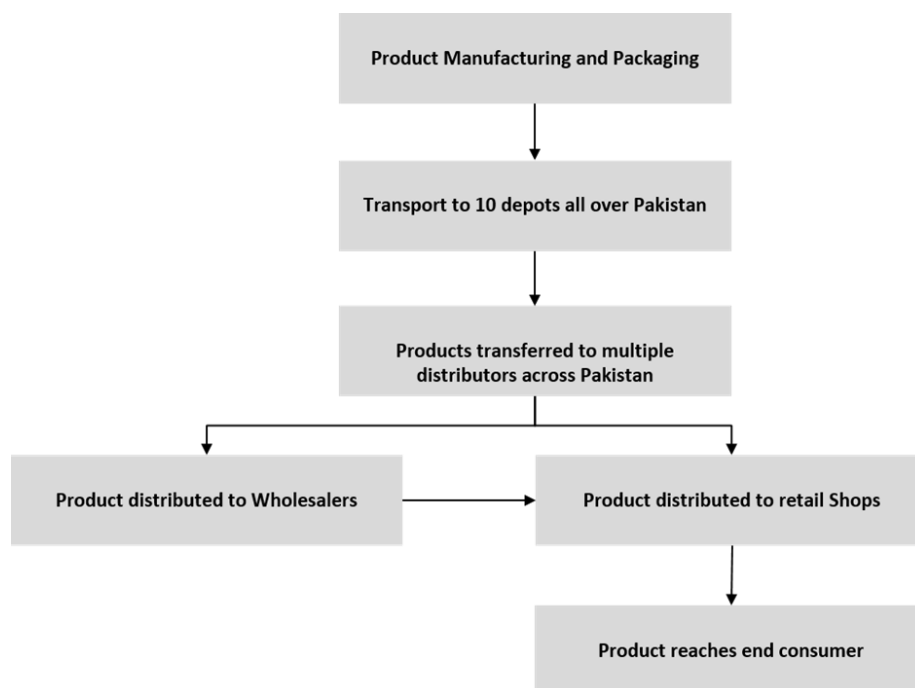 Product Manufacturing and Packaging
Transport to 10 depots all over Pakistan
Products transferred to multiple
distributors across Pakistan
Product distributed to Wholesalers
Product distributed to retail Shops
Product reaches end consumer